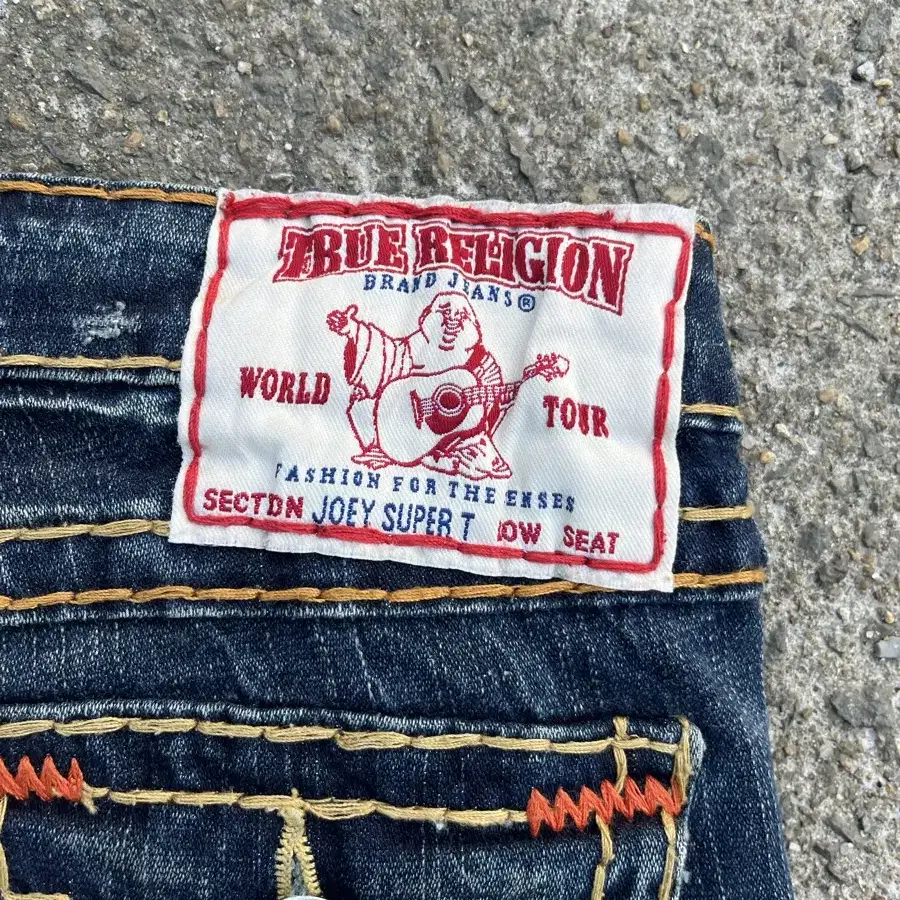 TRUE RELIGION
BRAND JEANS®
WORLD TOUR
FASHION FOR THE ENSES
SECTDN JOEY SUPER T OW SEAT